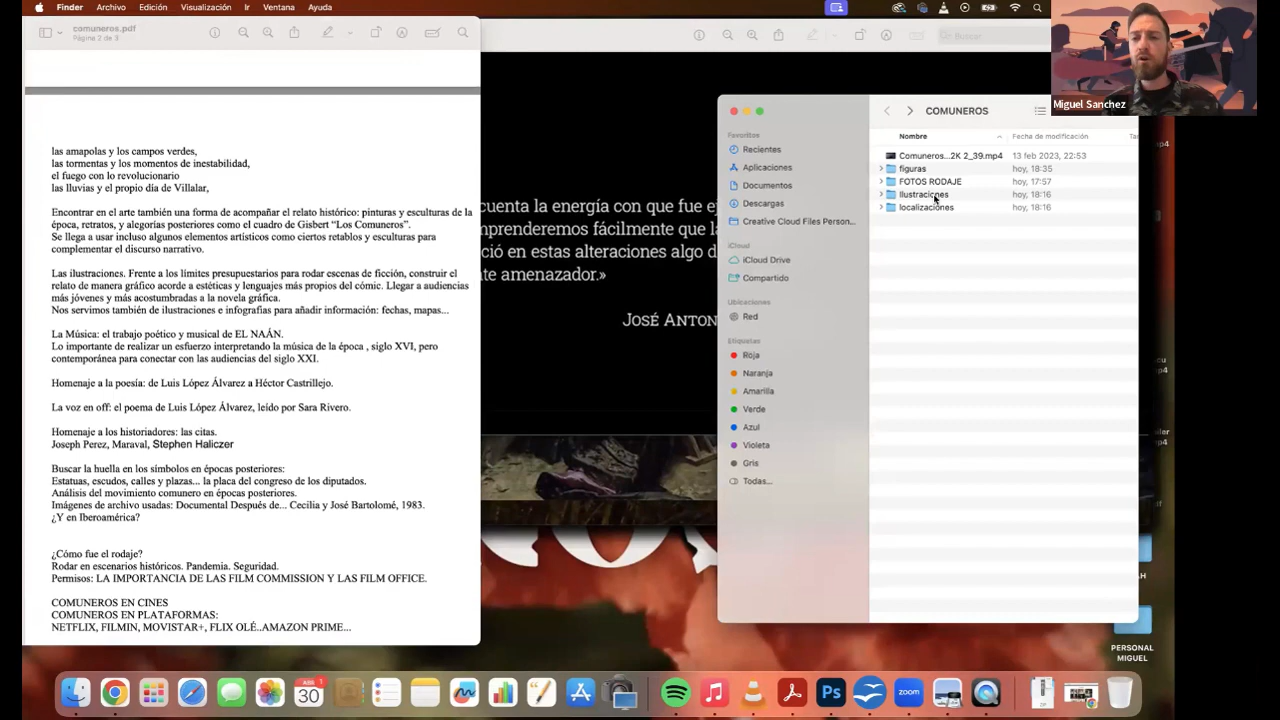 Finder Archivo Edición Visualización Ir Ventana Ayuda
comuneros.pdf
Página 2 de 3
Buscar
Miguel Sanchez
las amapolas y los campos verdes,
las tormentas y los momentos de inestabilidad,
el fuego con lo revolucionario
las lluvias y el propio día de Villalar,
Encontrar en el arte también una forma de acompañar el relato histórico: pinturas y esculturas de la
época, retratos, y alegorías posteriores como el cuadro de Gisbert “Los Comuneros”.
Se llega a usar incluso algunos elementos artísticos como ciertos retablos y esculturas para
complementar el discurso narrativo.
Las ilustraciones. Frente a los límites presupuestarios para rodar escenas de ficción, construir el
relato de manera gráfico acorde a estéticas y lenguajes más propios del cómic. Llegar a audiencias
más jóvenes y más acostumbradas a la novela gráfica.
Nos servimos también de ilustraciones e infografías para añadir información: fechas, mapas...
La Música: el trabajo poético y musical de EL NAÁN.
Lo importante de realizar un esfuerzo interpretando la música de la época , siglo XVI, pero
contemporánea para conectar con las audiencias del siglo XXI.
Homenaje a la poesía: de Luis López Álvarez a Héctor Castrillejo.
La voz en off: el poema de Luis López Álvarez, leído por Sara Rivero.
Homenaje a los historiadores: las citas.
Joseph Perez, Maraval, Stephen Haliczer
Buscar la huella en los símbolos en épocas posteriores:
Estatuas, escudos, calles y plazas... la placa del congreso de los diputados.
Análisis del movimiento comunero en épocas posteriores.
Imágenes de archivo usadas: Documental Después de... Cecilia y José Bartolomé, 1983.
¿Y en Iberoamérica?
¿Cómo fue el rodaje?
Rodar en escenarios históricos. Pandemia. Seguridad.
Permisos: LA IMPORTANCIA DE LAS FILM COMMISSION Y LAS FILM OFFICE.
COMUNEROS EN CINES
COMUNEROS EN PLATAFORMAS:
NETFLIX, FILMIN, MOVISTAR+, FLIX OLÉ..AMAZON PRIME...
cuenta la energía con que fue
mprenderemos fácilmente que la
ció en estas alteraciones algo d
nte amenazador.»
JOSÉ ANTON
COMUNEROS
Favoritos
Recientes
Aplicaciones
Documentos
Descargas
Creative Cloud Files Person...
iCloud
iCloud Drive
Compartido
Ubicaciones
Red
Etiquetas
Roja
Naranja
Amarilla
Verde
Azul
Violeta
Gris
Todas...
Nombre Fecha de modificación
Comuneros...2K 2_39.mp4 13 feb 2023, 22:53
figuras hoy, 18:35
FOTOS RODAJE hoy, 17:57
Ilustraciones hoy, 18:16
localizaciones hoy, 18:16
PERSONAL
MIGUEL
ABR
30
zoom